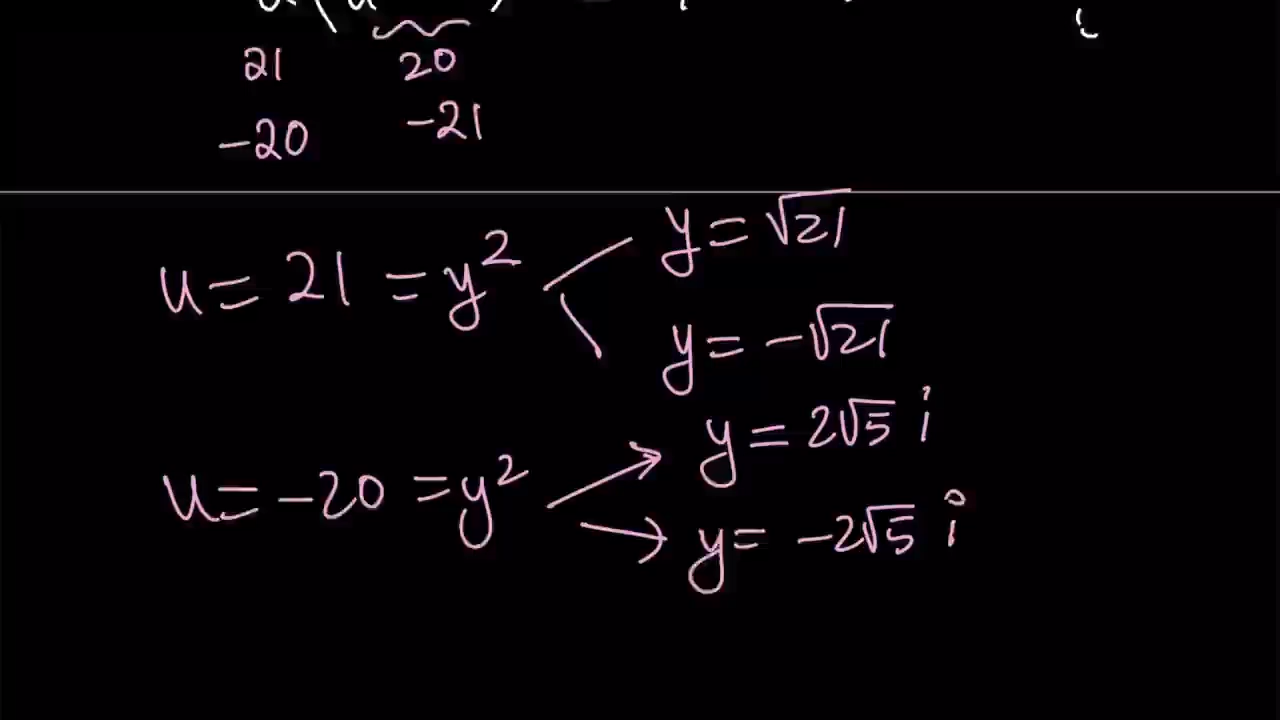 21 20
-20 -21
u = 21 = y² y = √21
y = -√21
u = -20 = y² y = 2√5 i
y = -2√5 i